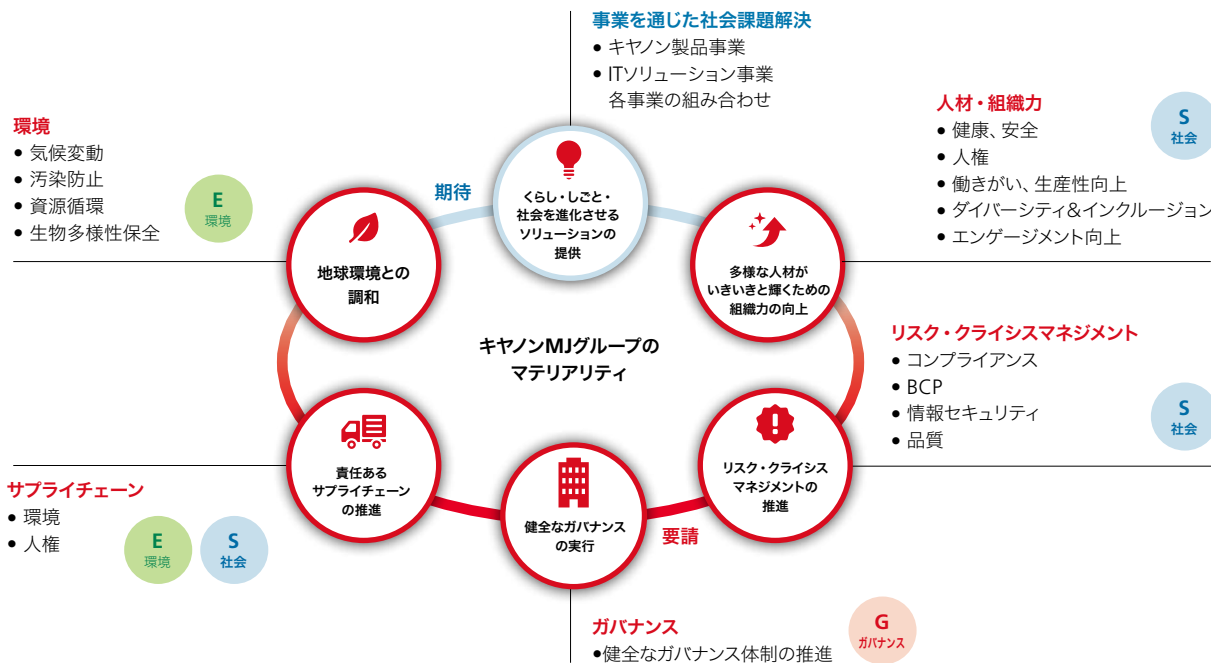 事業を通じた社会課題解決
• キヤノン製品事業
• ITソリューション事業
各事業の組み合わせ
人材・組織力
• 健康、安全
• 人権
• 働きがい、生産性向上
• ダイバーシティ&インクルージョン
• エンゲージメント向上
S
社会
環境
• 気候変動
• 汚染防止
• 資源循環
• 生物多様性保全
E
環境
期待
くらし・しごと・
社会を進化させる
ソリューションの
提供
地球環境との
調和
多様な人材が
いきいきと輝くための
組織力の向上
キヤノンMJグループの
マテリアリティ
リスク・クライシスマネジメント
• コンプライアンス
• BCP
• 情報セキュリティ
• 品質
S
社会
責任ある
サプライチェーン
の推進
健全なガバナンス
の実行
リスク・クライシス
マネジメントの
推進
要請
サプライチェーン
• 環境
• 人権
E
環境
S
社会
ガバナンス
•健全なガバナンス体制の推進
G
ガバナンス